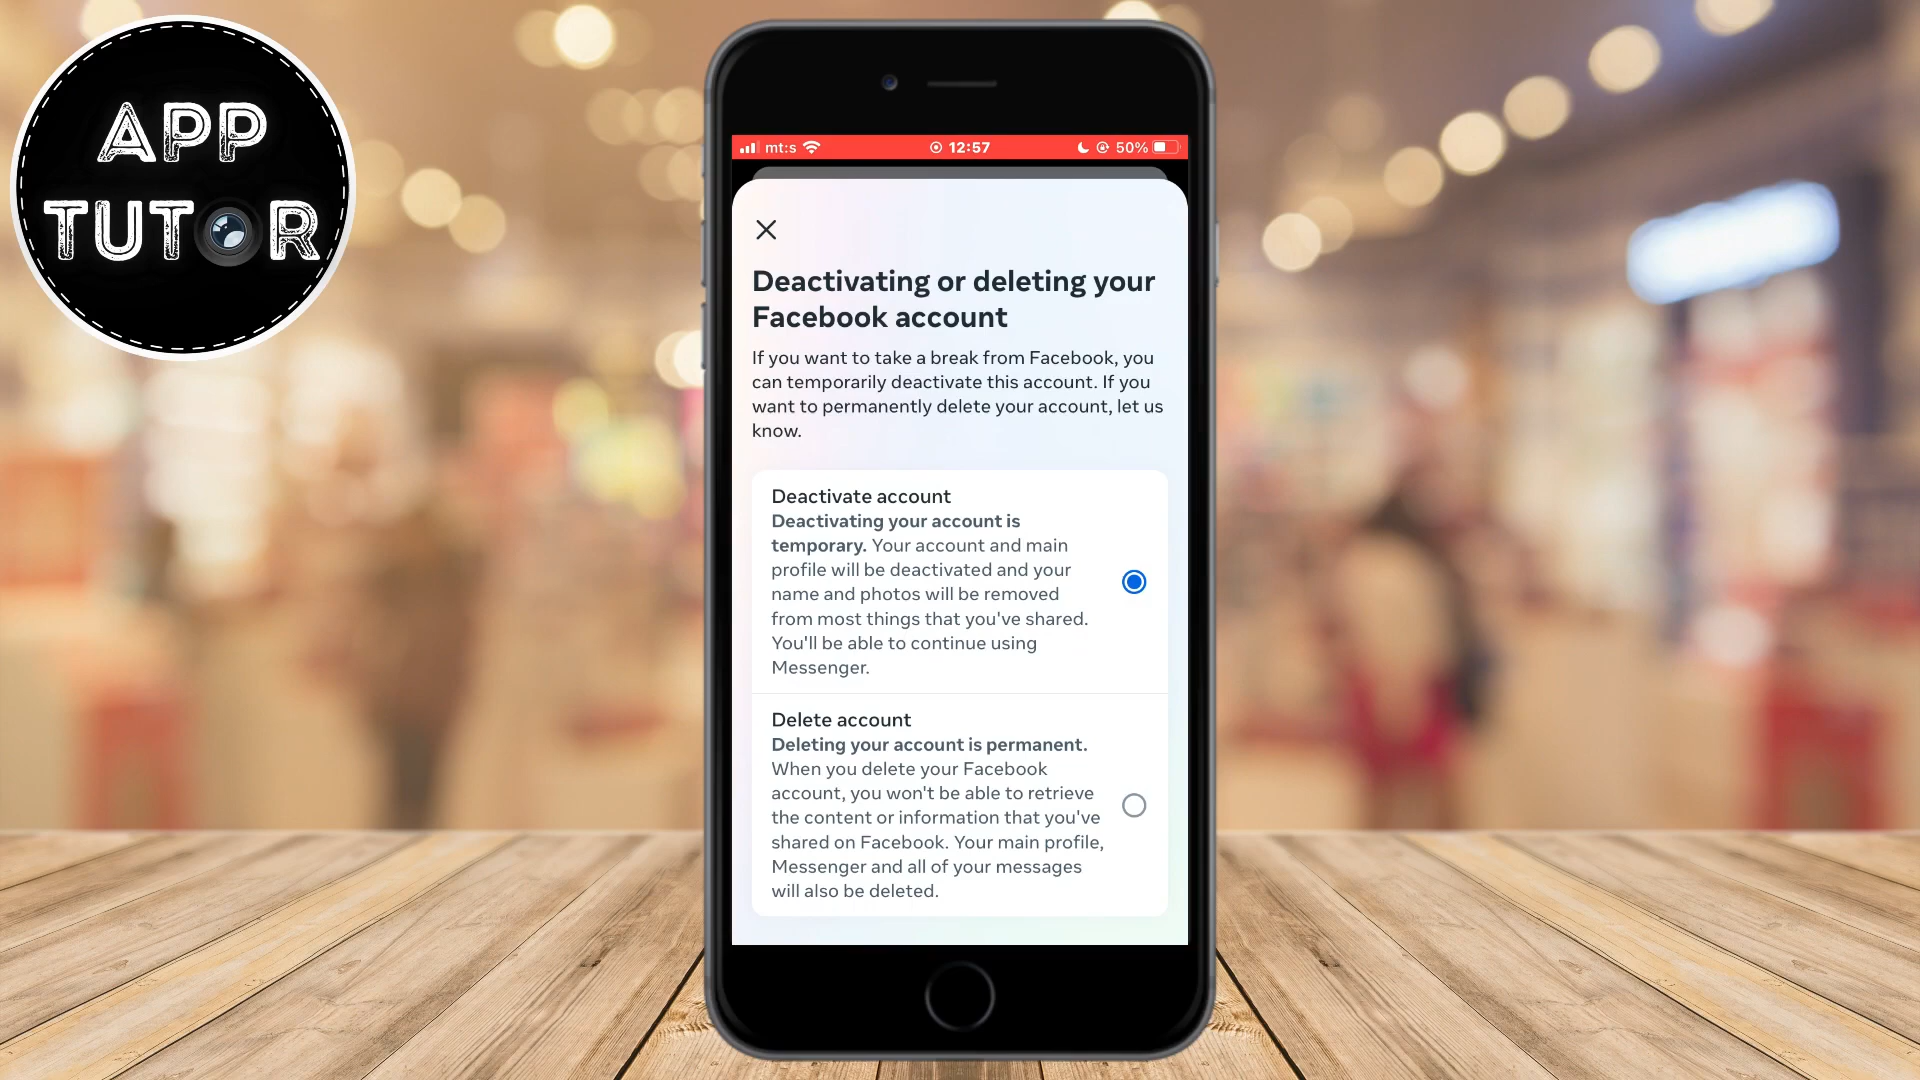 APP
TUTOR
mt:s 12:57 50%
Deactivating or deleting your
Facebook account
If you want to take a break from Facebook, you
can temporarily deactivate this account. If you
want to permanently delete your account, let us
know.
Deactivate account
Deactivating your account is
temporary. Your account and main
profile will be deactivated and your
name and photos will be removed
from most things that you've shared.
You'll be able to continue using
Messenger.
Delete account
Deleting your account is permanent.
When you delete your Facebook
account, you won't be able to retrieve
the content or information that you've
shared on Facebook. Your main profile,
Messenger and all of your messages
will also be deleted.